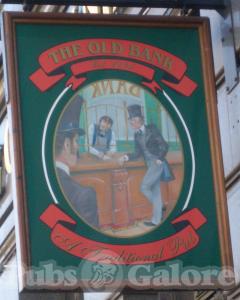 THE OLD BANK
BANK
A Traditional Pub
Pubs Galore